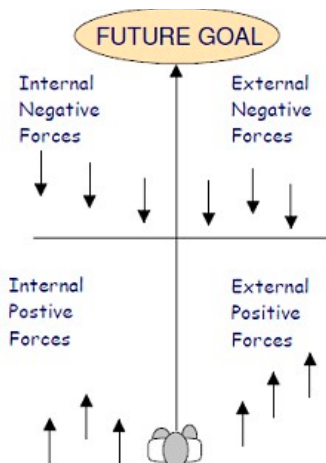 FUTURE GOAL
Internal
Negative
Forces
External
Negative
Forces
Internal
Postive
Forces
External
Positive
Forces